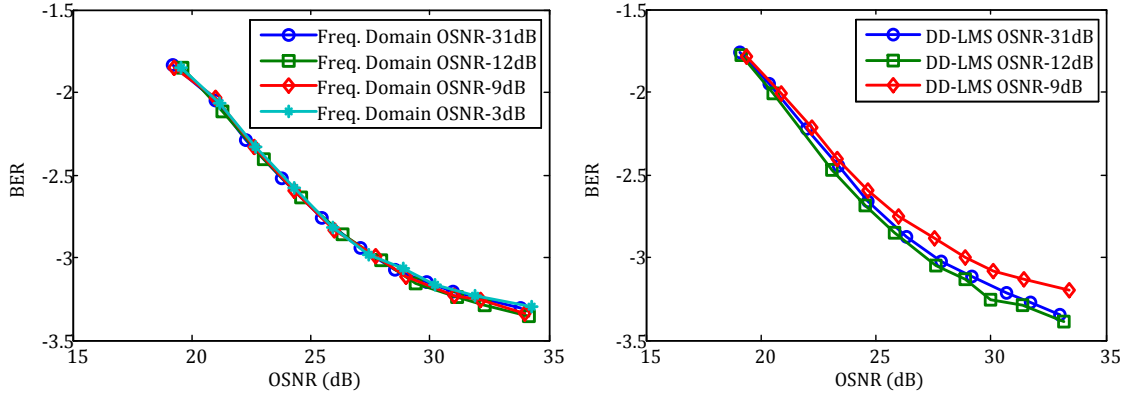 -1.5
-2
-2.5
-3
-3.5
BER
15
20
25
30
35
OSNR (dB)
Freq. Domain OSNR-31dB
Freq. Domain OSNR-12dB
Freq. Domain OSNR-9dB
Freq. Domain OSNR-3dB
-1.5
-2
-2.5
-3
-3.5
BER
15
20
25
30
35
OSNR (dB)
DD-LMS OSNR-31dB
DD-LMS OSNR-12dB
DD-LMS OSNR-9dB